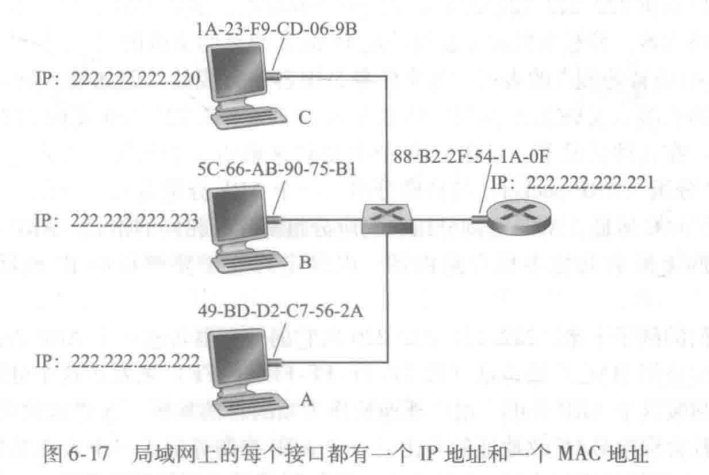 1A-23-F9-CD-06-9B
IP: 222.222.222.220
C
88-B2-2F-54-1A-0F
IP: 222.222.222.221
5C-66-AB-90-75-B1
IP: 222.222.222.223
B
49-BD-D2-C7-56-2A
IP: 222.222.222.222
A
图 6-17 局域网上的每个接口都有一个 IP 地址和一个 MAC 地址